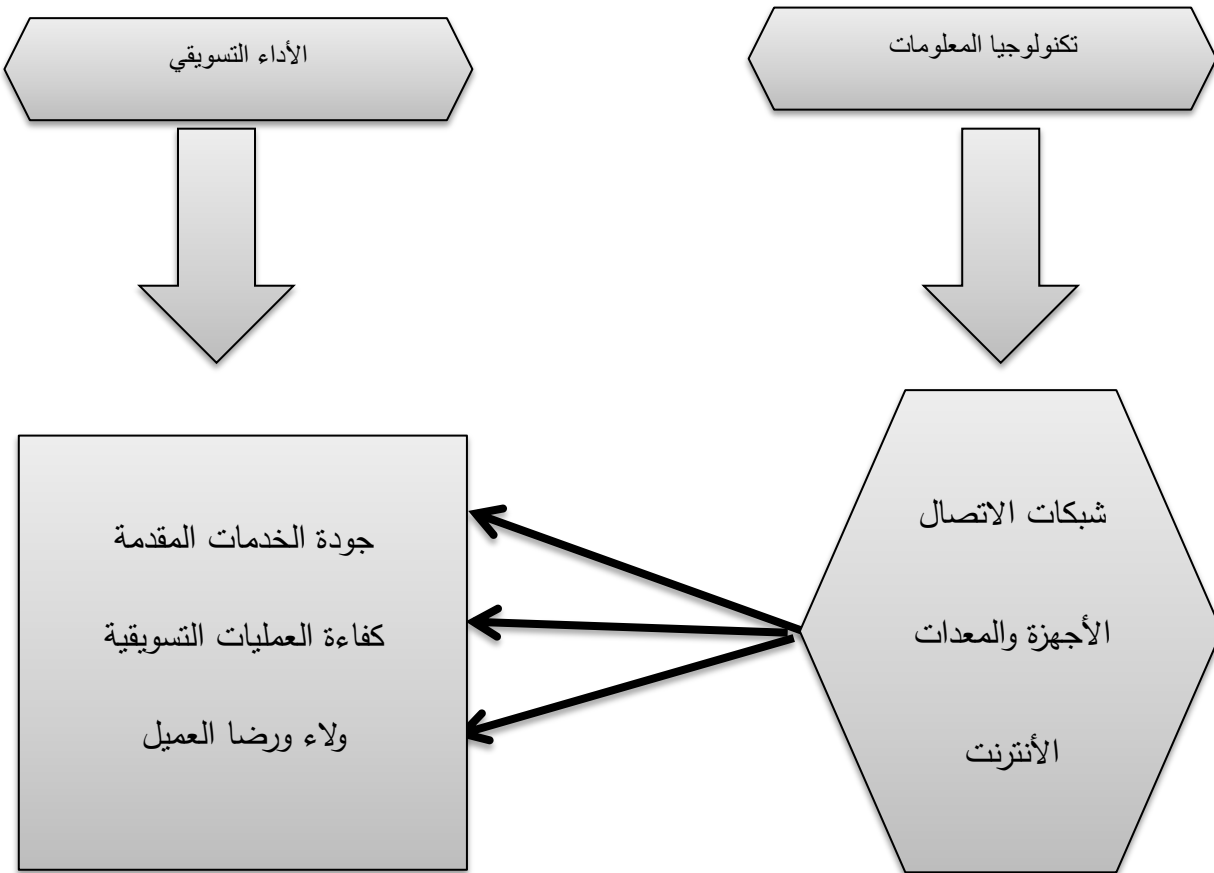 تكنولوجيا المعلومات
الأداء التسويقي
شبكات الاتصال
الأجهزة والمعدات
الأنترنت
جودة الخدمات المقدمة
كفاءة العمليات التسويقية
ولاء ورضا العميل